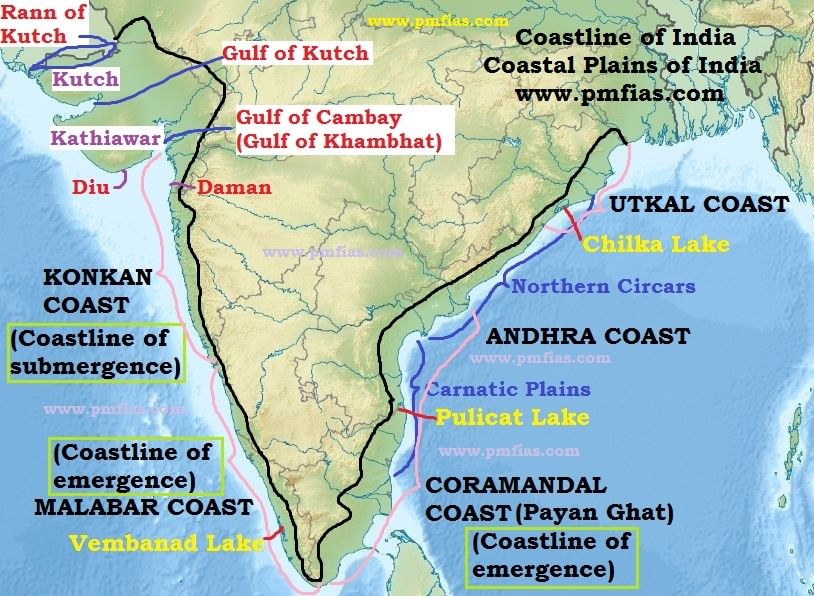 www.pmfias.com
Rann of
Kutch
Coastline of India
Coastal Plains of India
www.pmfias.com
Gulf of Kutch
Kutch
Gulf of Cambay
(Gulf of Khambhat)
Kathiawar
Diu
Daman
UTKAL COAST
Chilka Lake
www.pmfias.com
KONKAN
COAST
(Coastline of
submergence)
Northern Circars
ANDHRA COAST
www.pmfias.com
Carnatic Plains
Pulicat Lake
www.pmfias.com
www.pmfias.com
(Coastline of
emergence)
MALABAR COAST
Vembanad Lake
CORAMANDAL
COAST (Payan Ghat)
(Coastline of
emergence)